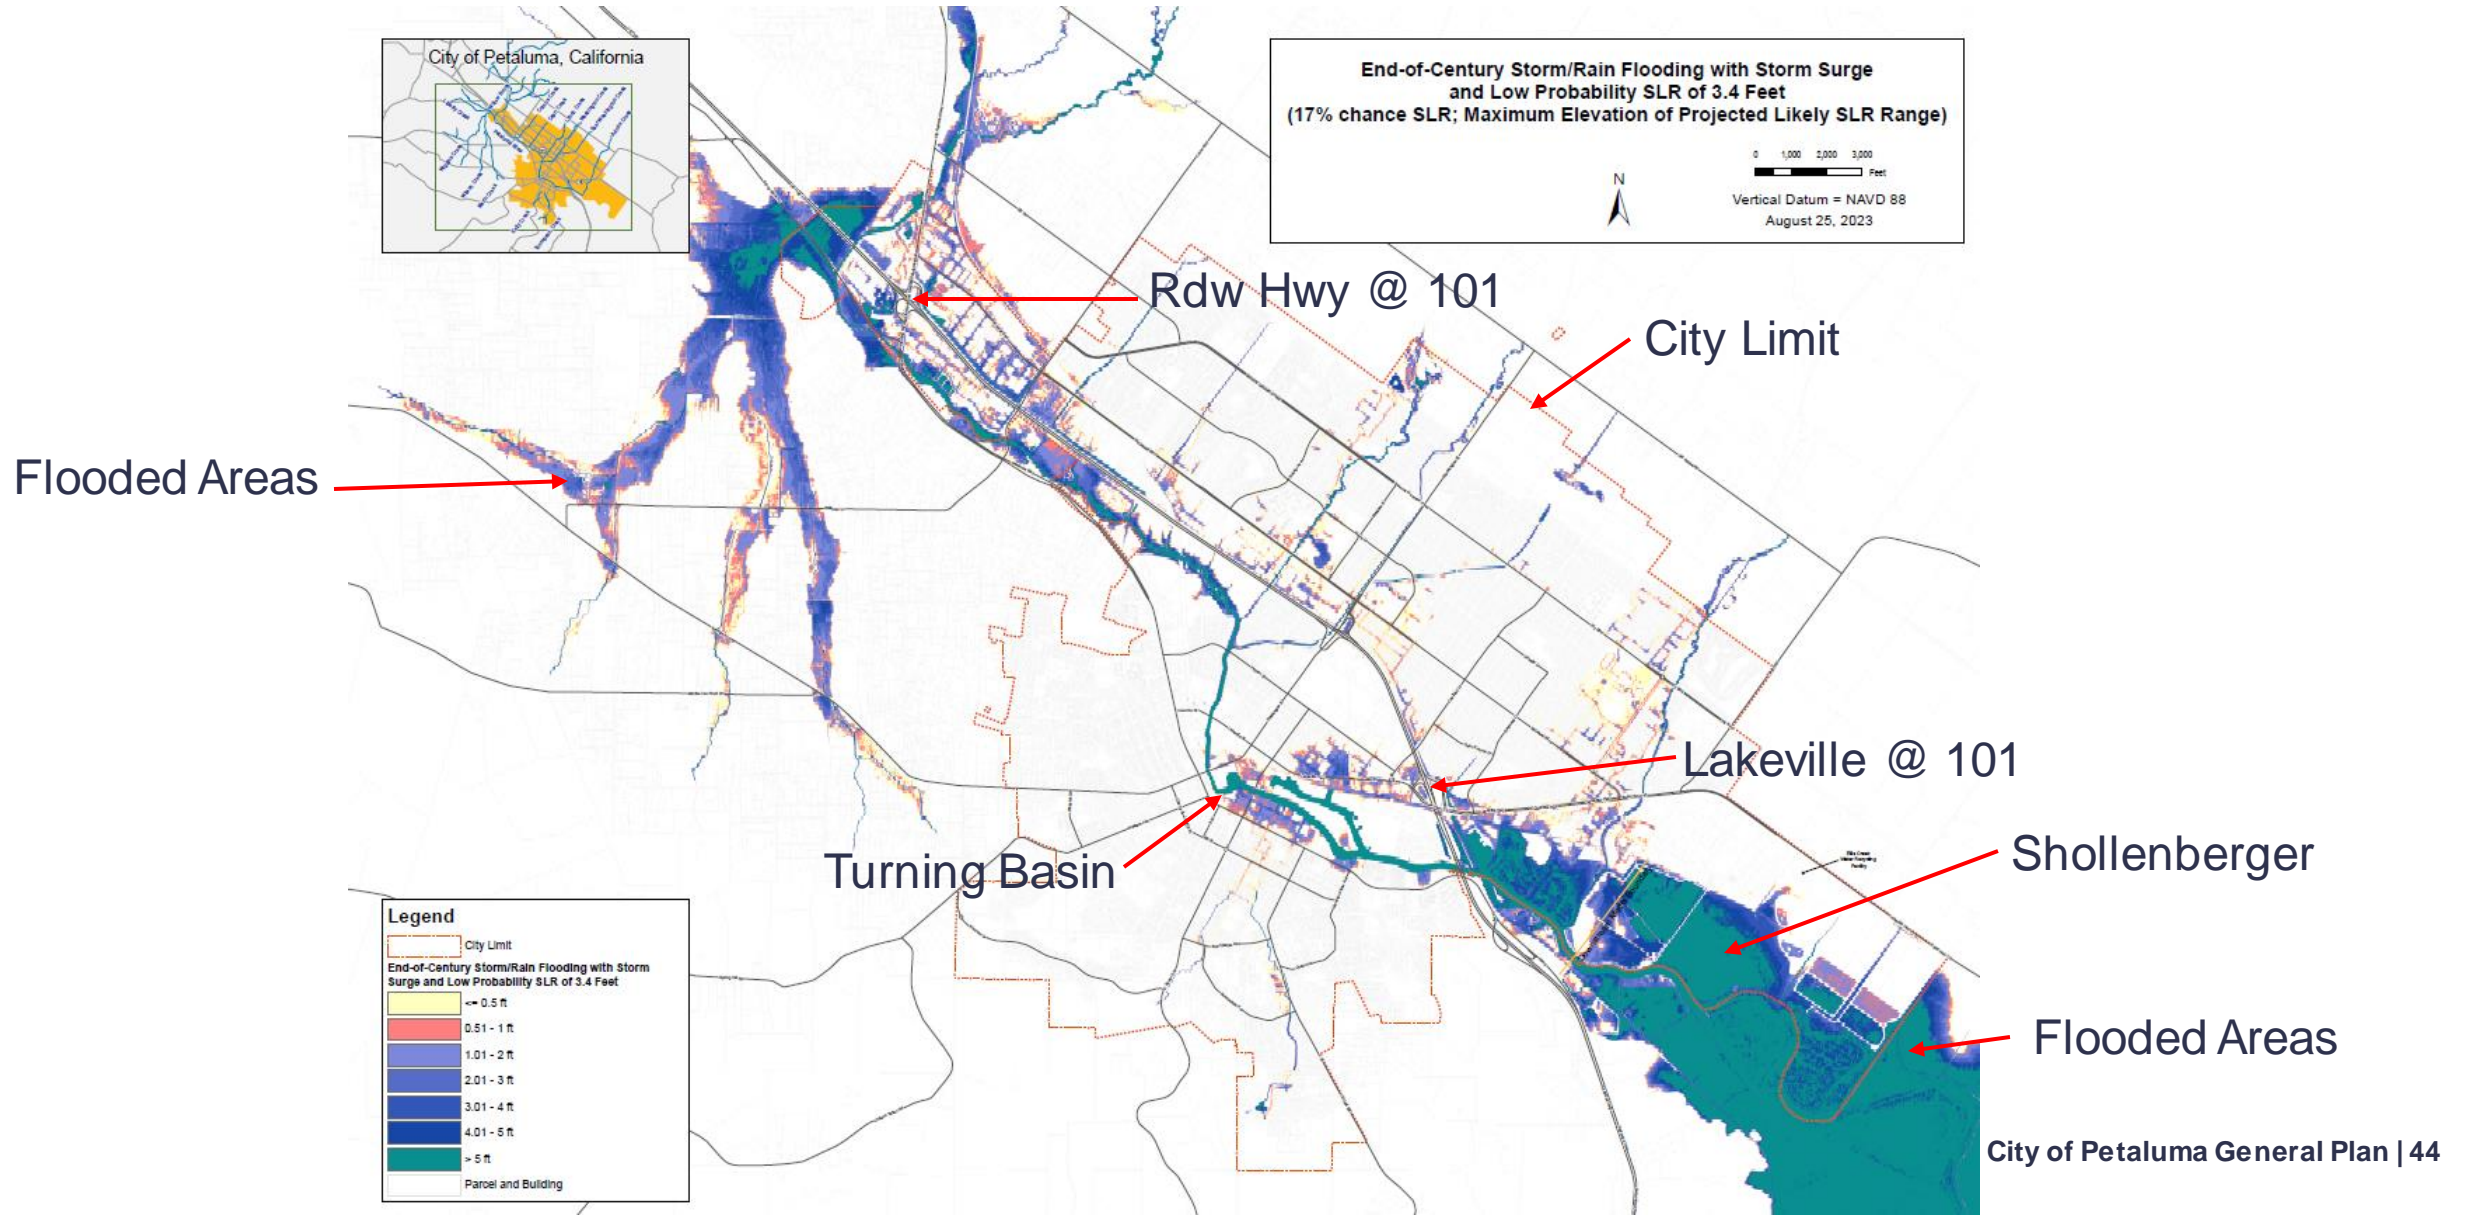 City of Petaluma, California
End-of-Century Storm/Rain Flooding with Storm Surge
and Low Probability SLR of 3.4 Feet
(17% chance SLR; Maximum Elevation of Projected Likely SLR Range)
0 1,000 2,000 3,000
Feet
N
Vertical Datum = NAVD 88
August 25, 2023
Rdw Hwy @ 101
City Limit
Flooded Areas
Lakeville @ 101
Turning Basin
Shollenberger
Flooded Areas
Legend
City Limit
End-of-Century Storm/Rain Flooding with Storm
Surge and Low Probability SLR of 3.4 Feet
<= 0.5 ft
0.51 - 1 ft
1.01 - 2 ft
2.01 - 3 ft
3.01 - 4 ft
4.01 - 5 ft
> 5 ft
Parcel and Building
City of Petaluma General Plan | 44